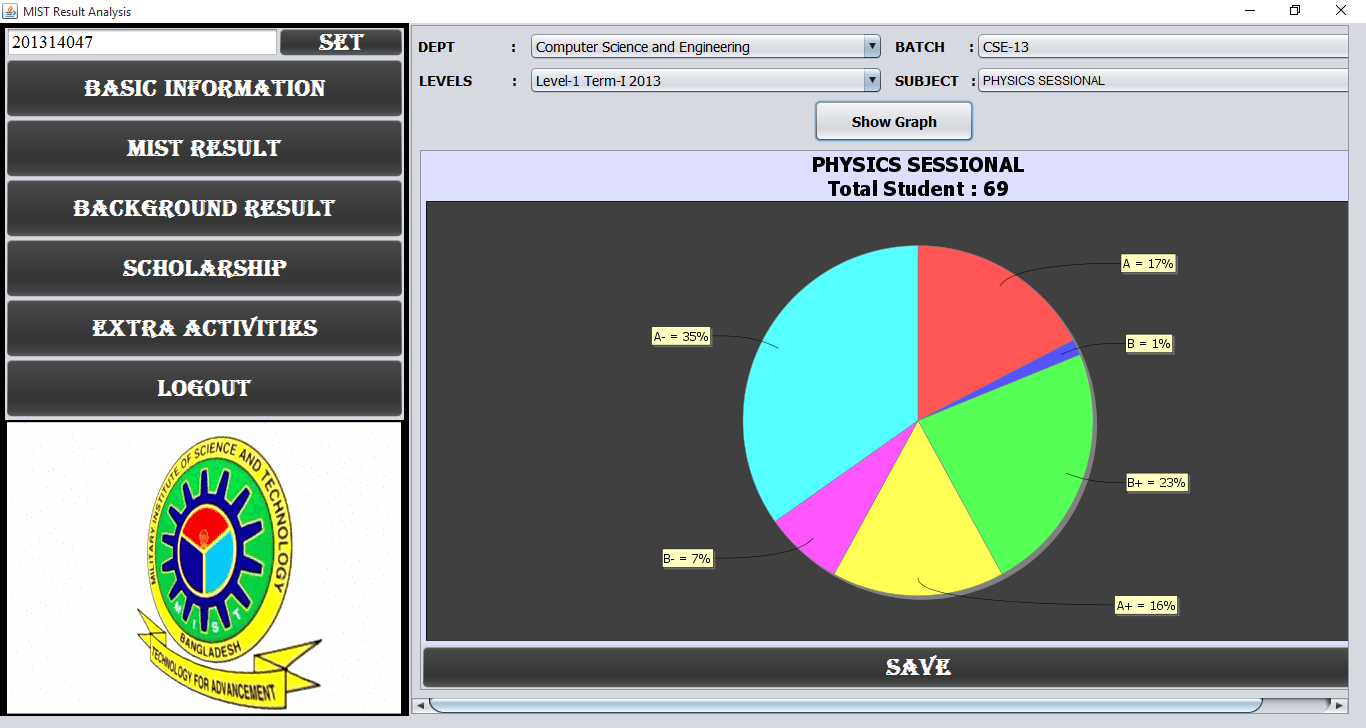 MIST Result Analysis
201314047 SET
BASIC INFORMATION
MIST RESULT
BACKGROUND RESULT
SCHOLARSHIP
EXTRA ACTIVITIES
LOGOUT
MILITARY INSTITUTE OF SCIENCE AND TECHNOLOGY
M I S T
BANGLADESH
TECHNOLOGY FOR ADVANCEMENT
DEPT : Computer Science and Engineering BATCH : CSE-13
LEVELS : Level-1 Term-I 2013 SUBJECT : PHYSICS SESSIONAL
Show Graph
PHYSICS SESSIONAL
Total Student : 69
A = 17%
A- = 35%
B = 1%
B+ = 23%
B- = 7%
A+ = 16%
SAVE